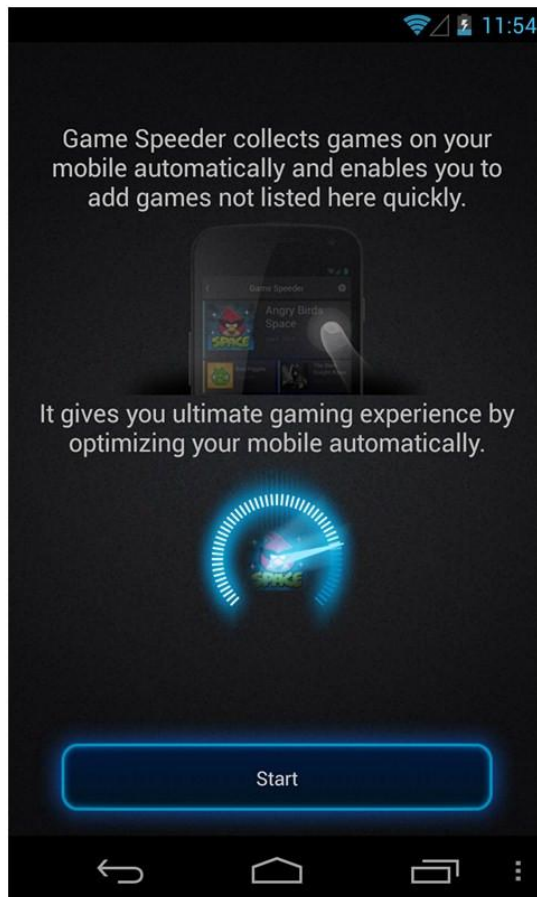 11:54
Game Speeder collects games on your
mobile automatically and enables you to
add games not listed here quickly.
Game Speeder
Angry Birds
Space
SPACE
It gives you ultimate gaming experience by
optimizing your mobile automatically.
SPACE
Start